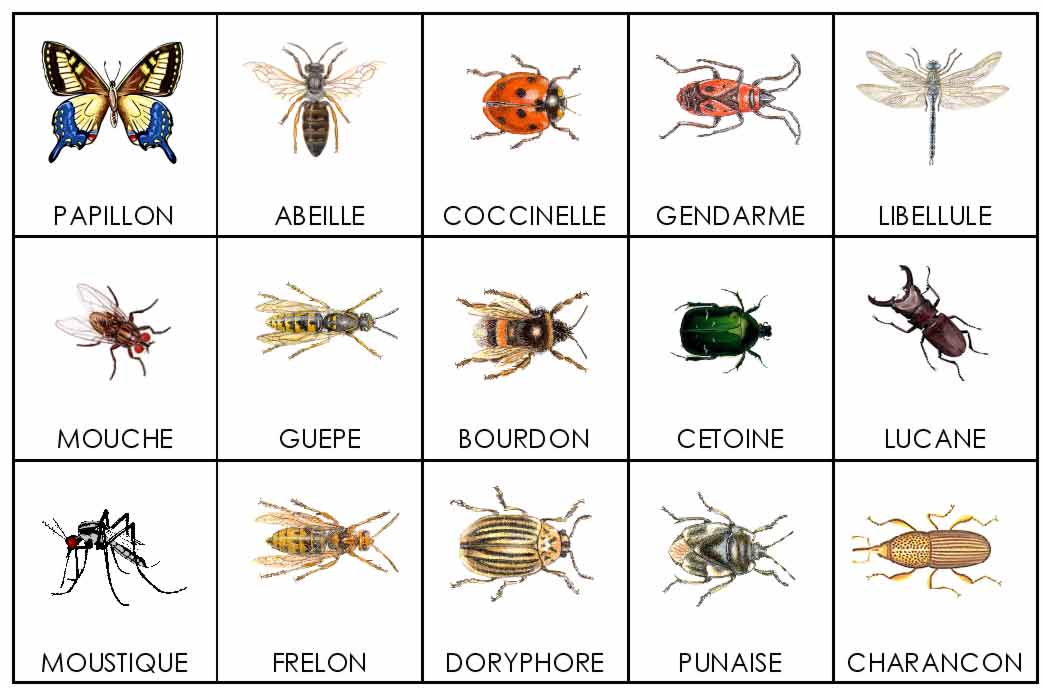 PAPILLON
ABEILLE
COCCINELLE
GENDARME
LIBELLULE
MOUCHE
GUEPE
BOURDON
CETOINE
LUCANE
MOUSTIQUE
FRELON
DORYPHORE
PUNAISE
CHARANCON